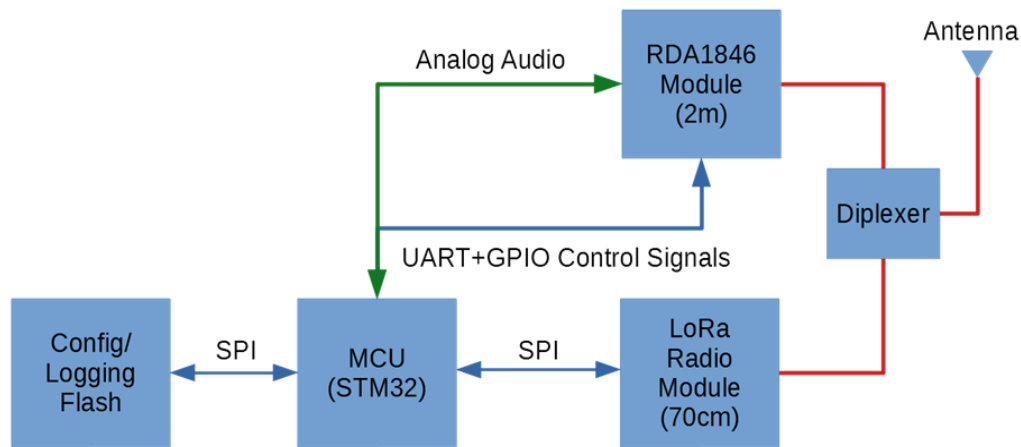 Antenna
Analog Audio
RDA1846
Module
(2m)
Diplexer
UART+GPIO Control Signals
Config/
Logging
Flash
SPI
MCU
(STM32)
SPI
LoRa
Radio
Module
(70cm)